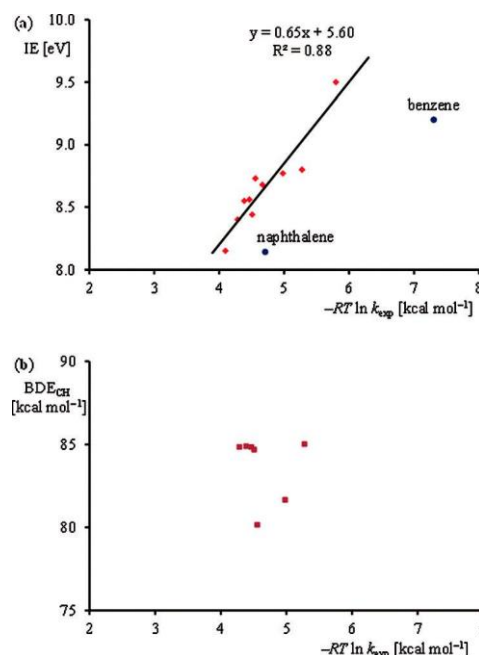 (a)
IE [eV]
10.0
9.5
9.0
8.5
8.0
y = 0.65x + 5.60
R² = 0.88
benzene
naphthalene
2 3 4 5 6 7 8
–RT ln kexp [kcal mol⁻¹]
(b)
BDECH
[kcal mol⁻¹]
90
85
80
75
2 3 4 5 6 7 8
–RT ln kexp [kcal mol⁻¹]